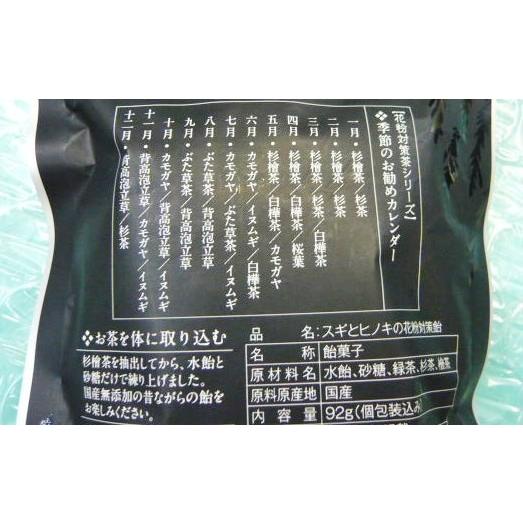 【花粉対策茶シリーズ】
❖季節のお勧めカレンダー
一月・杉檜茶/杉茶
二月・杉檜茶/杉茶
三月・杉檜茶/杉茶/白樺茶
四月・杉檜茶/白樺茶/桜葉
五月・杉檜茶/白樺茶/カモガヤ
六月・カモガヤ/イヌムギ/白樺茶
七月・カモガヤ/ぶた草茶/イヌムギ
八月・ぶた草茶/背高泡立草
九月・ぶた草茶/背高泡立草
十月・カモガヤ/背高泡立草/イヌムギ
十一月・背高泡立草/カモガヤ/イヌムギ
十二月・背高泡立草/杉茶
❖お茶を体に取り込む
杉檜茶を抽出してから、水飴と
砂糖だけで練り上げました。
国産無添加の昔ながらの飴を
お楽しみください。
品名:スギとヒノキの花粉対策飴
名称 飴菓子
原材料名 水飴、砂糖、緑茶、杉茶、檜茶
原料原産地 国産
内容量 92g(個包装込み)